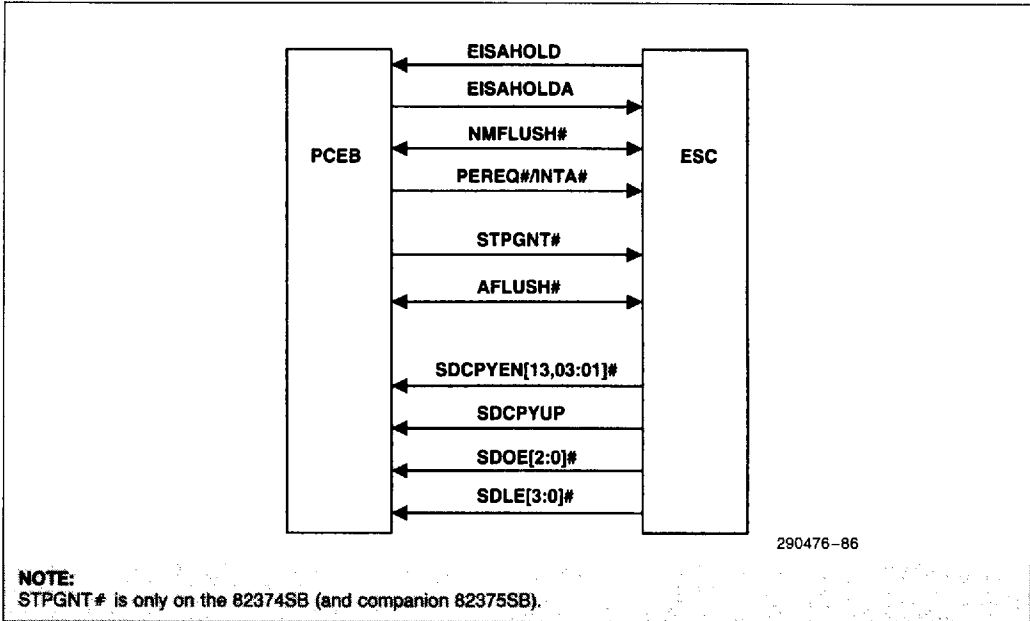 EISAHOLD
EISAHOLDA
NMFLUSH#
PCEB
ESC
PEREQ#/INTA#
STPGNT#
AFLUSH#
SDCPYEN[13,03:01]#
SDCPYUP
SDOE[2:0]#
SDLE[3:0]#
290476-86
NOTE:
STPGNT# is only on the 82374SB (and companion 82375SB).